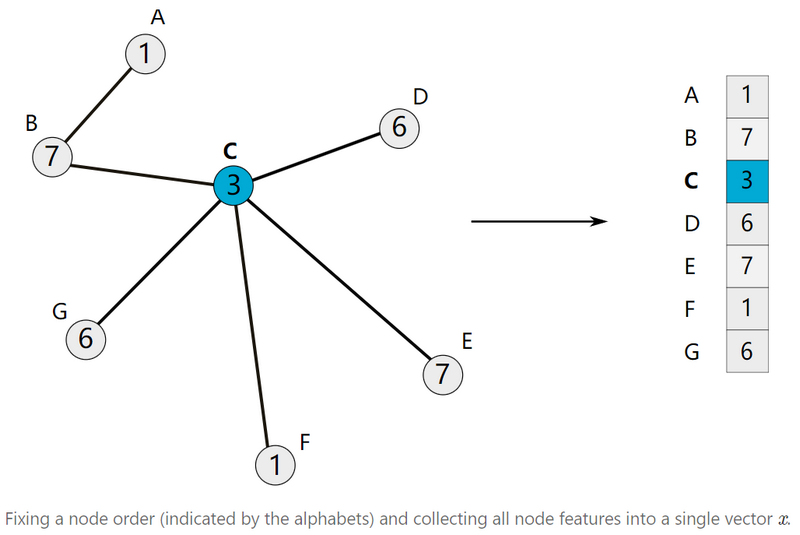 A
1
D
6
B
7
C
3
G
6
E
7
F
1
A 1
B 7
C 3
D 6
E 7
F 1
G 6
Fixing a node order (indicated by the alphabets) and collecting all node features into a single vector x.